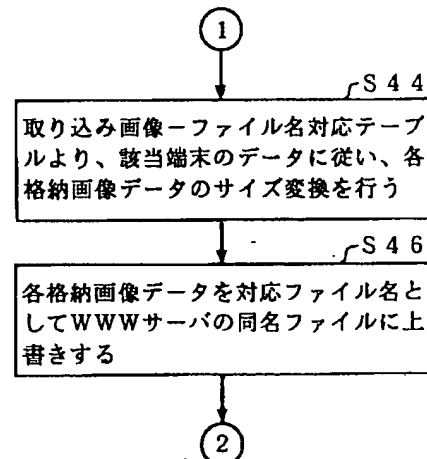 1
S44
取り込み画像－ファイル名対応テーブ
ルより、該当端末のデータに従い、各
格納画像データのサイズ変換を行う
S46
各格納画像データを対応ファイル名と
してWWWサーバの同名ファイルに上
書きする
2